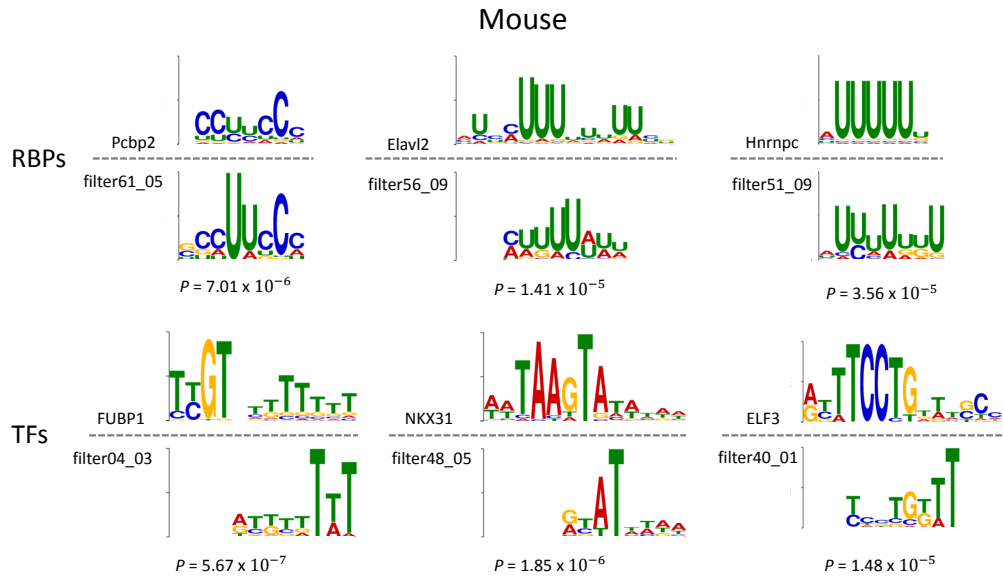 Mouse
RBPs
Pcbp2
Elavl2
Hnrnpc
filter61_05
filter56_09
filter51_09
P = 7.01 x 10⁻⁶
P = 1.41 x 10⁻⁵
P = 3.56 x 10⁻⁵
TFs
FUBP1
NKX31
ELF3
filter04_03
filter48_05
filter40_01
P = 5.67 x 10⁻⁷
P = 1.85 x 10⁻⁶
P = 1.48 x 10⁻⁵